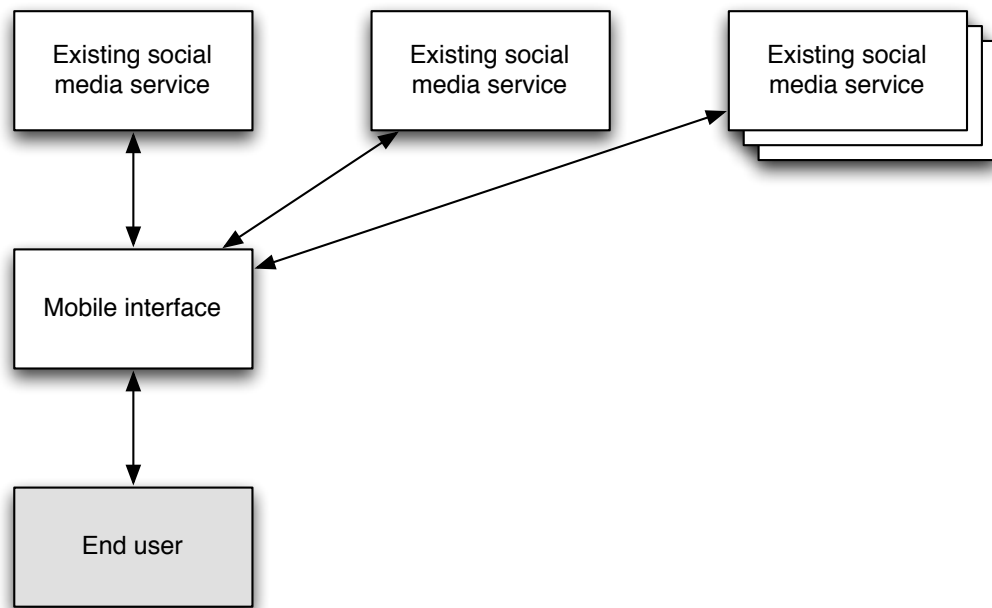 Existing social
media service
Existing social
media service
Existing social
media service
Mobile interface
End user